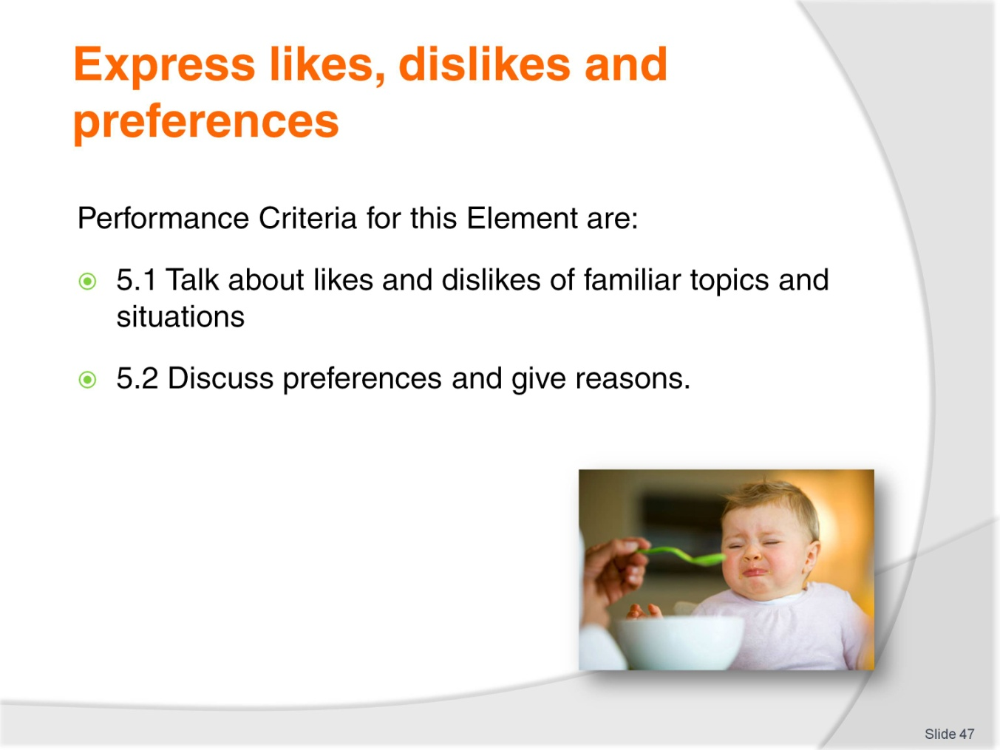 Express likes, dislikes and
preferences
Performance Criteria for this Element are:
5.1 Talk about likes and dislikes of familiar topics and
situations
5.2 Discuss preferences and give reasons.
Slide 47